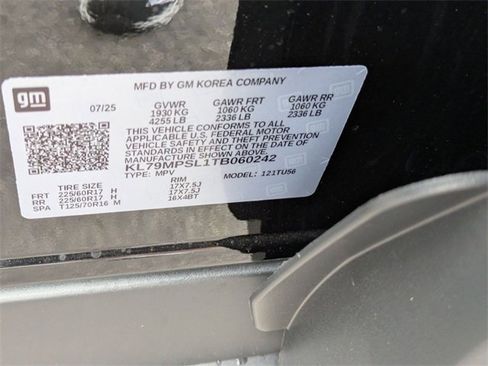 MFD BY GM KOREA COMPANY
gm
07/25 GVWR GAWR FRT GAWR RR
1930 KG 1060 KG 1060 KG
4255 LB 2336 LB 2336 LB
THIS VEHICLE CONFORMS TO ALL
APPLICABLE U.S. FEDERAL MOTOR
VEHICLE SAFETY AND THEFT PREVENTION
STANDARDS IN EFFECT ON THE DATE OF
MANUFACTURE SHOWN ABOVE.
KL79MPSL1TB060242
TYPE: MPV MODEL: 121TU56
TIRE SIZE RIM
FRT 225/60R17 H 17X7.5J
RR 225/60R17 H 17X7.5J
SPA T125/70R16 M 16X4BT